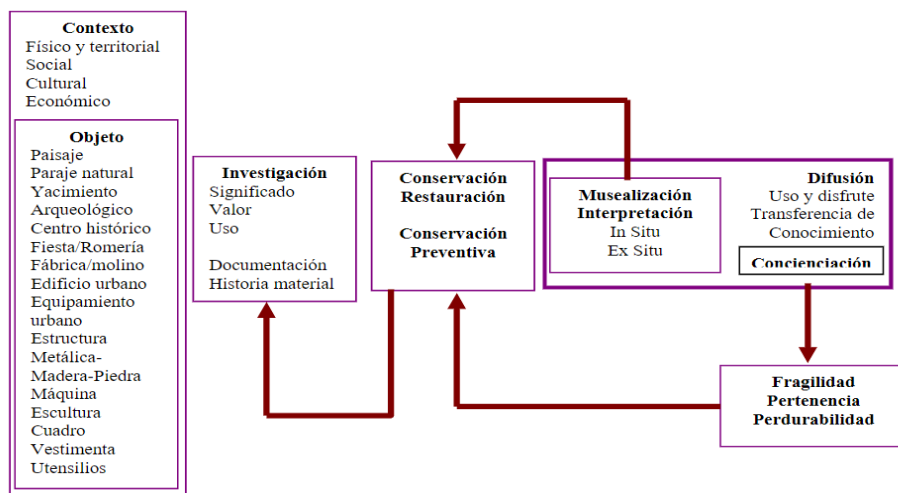 Contexto
Físico y territorial
Social
Cultural
Económico
Objeto
Paisaje
Paraje natural
Yacimiento
Arqueológico
Centro histórico
Fiesta/Romería
Fábrica/molino
Edificio urbano
Equipamiento
urbano
Estructura
Metálica-
Madera-Piedra
Máquina
Escultura
Cuadro
Vestimenta
Utensilios
Investigación
Significado
Valor
Uso
Documentación
Historia material
Conservación
Restauración
Conservación
Preventiva
Musealización
Interpretación
In Situ
Ex Situ
Difusión
Uso y disfrute
Transferencia de
Conocimiento
Concienciación
Fragilidad
Pertenencia
Perdurabilidad